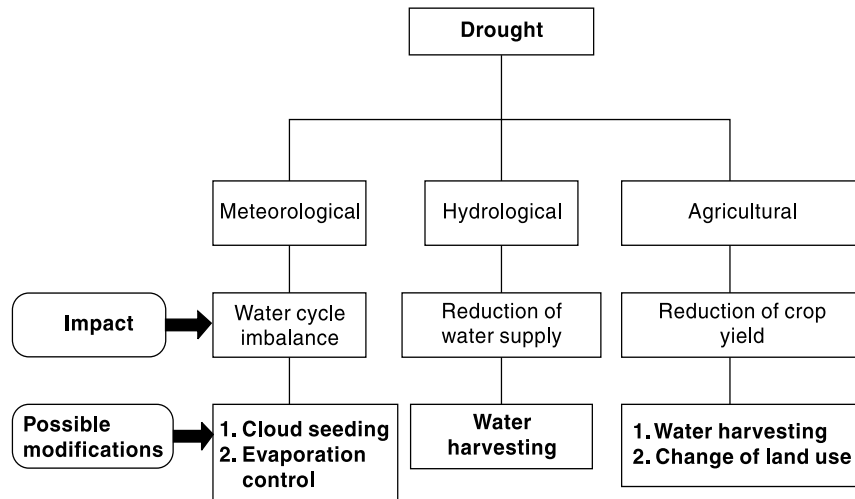 Drought
Meteorological
Hydrological
Agricultural
Impact
Water cycle
imbalance
Reduction of
water supply
Reduction of crop
yield
Possible
modifications
1. Cloud seeding
2. Evaporation
control
Water
harvesting
1. Water harvesting
2. Change of land use